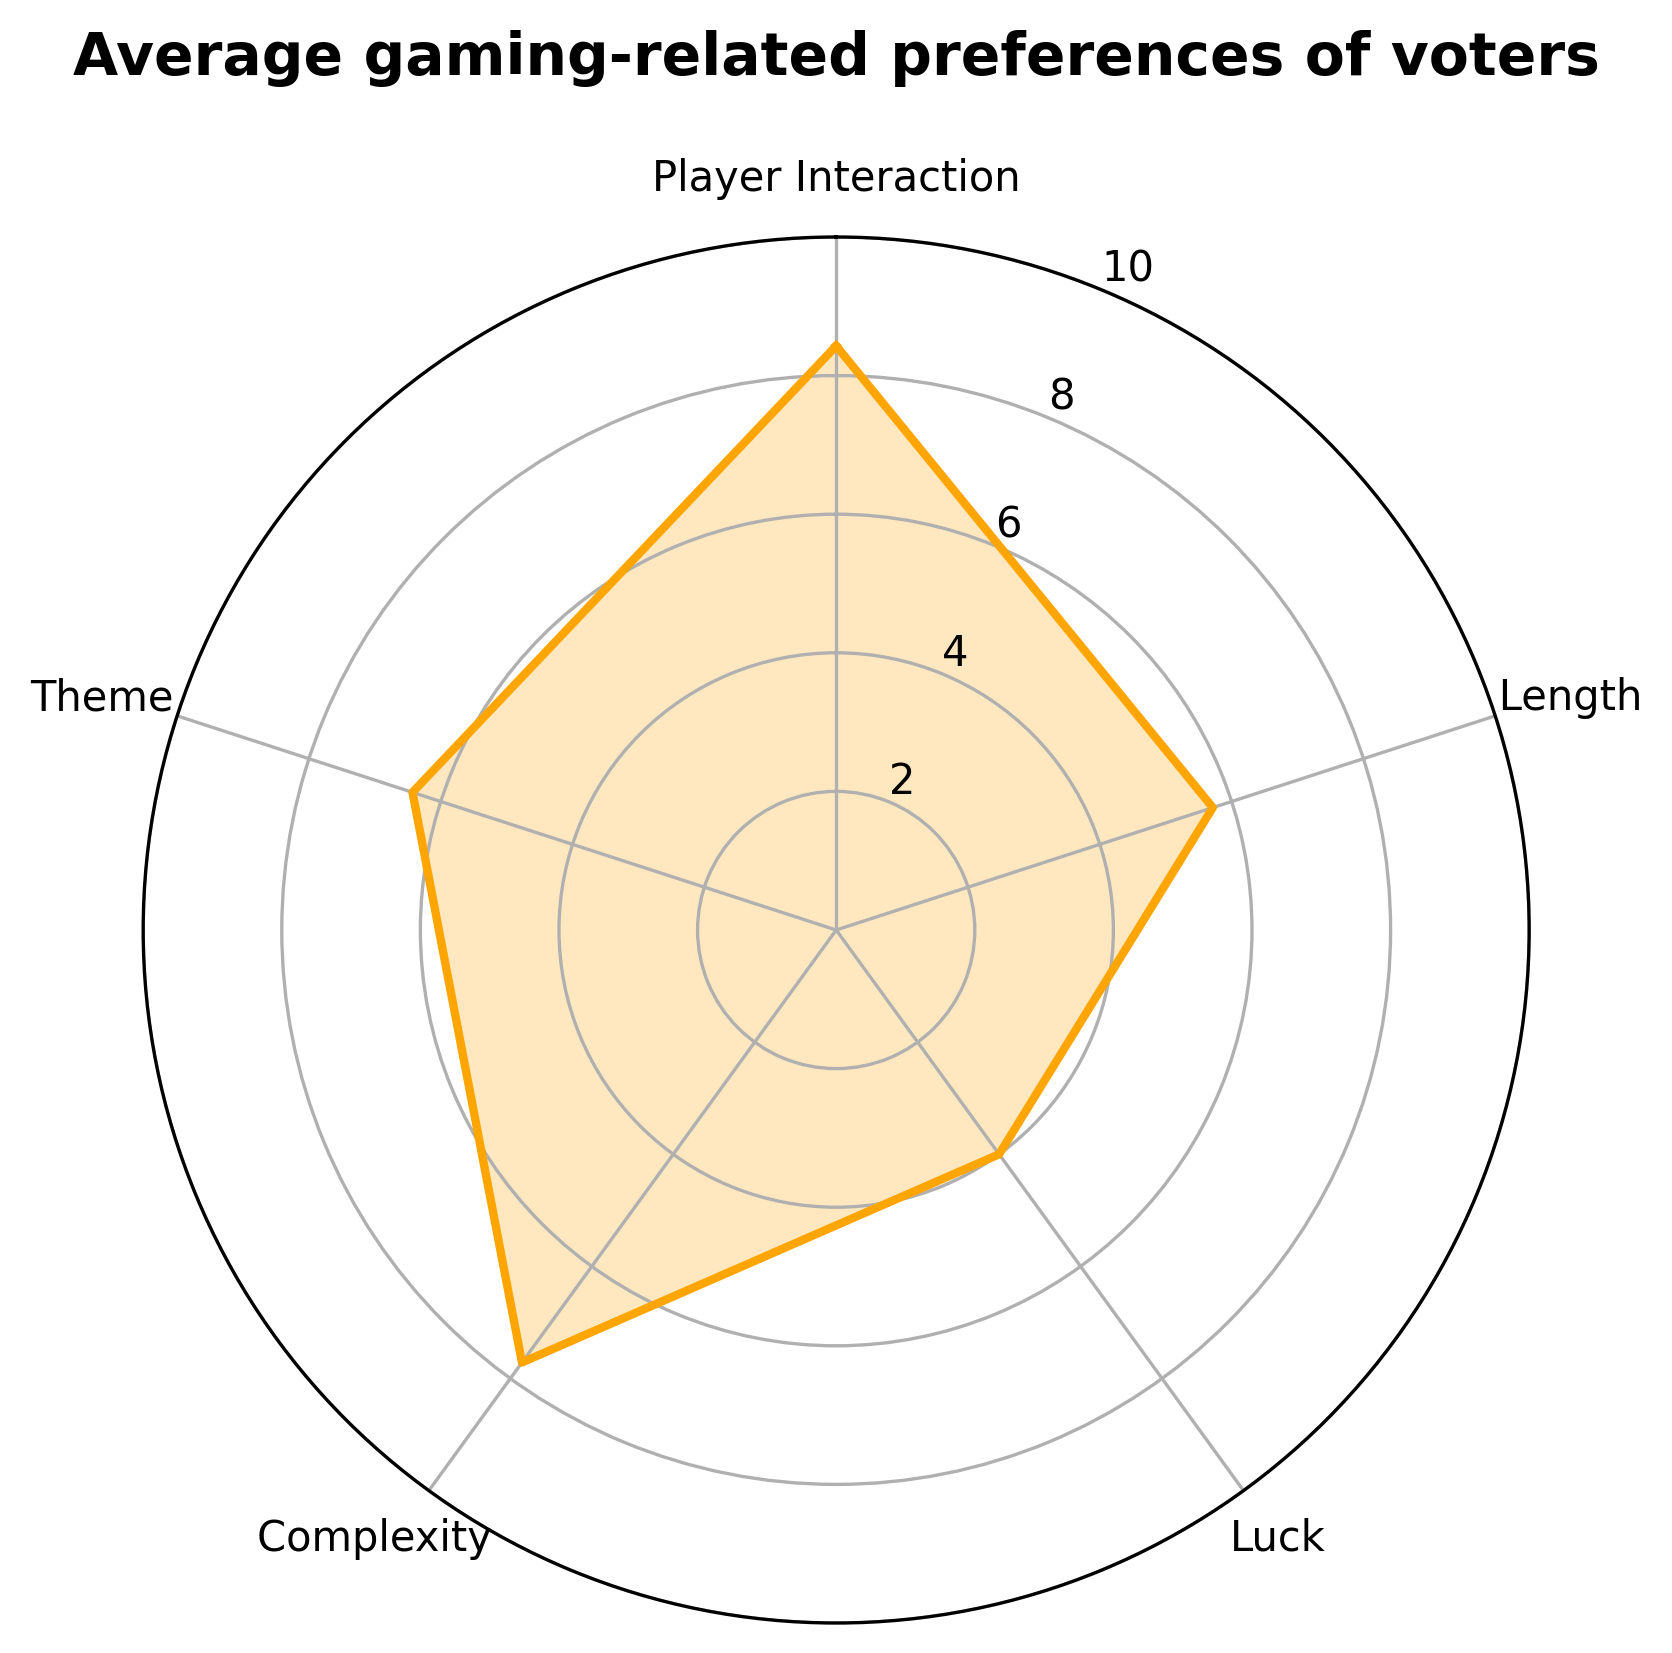 Average gaming-related preferences of voters
Player Interaction
10
8
6
4
2
Theme
Length
Complexity
Luck